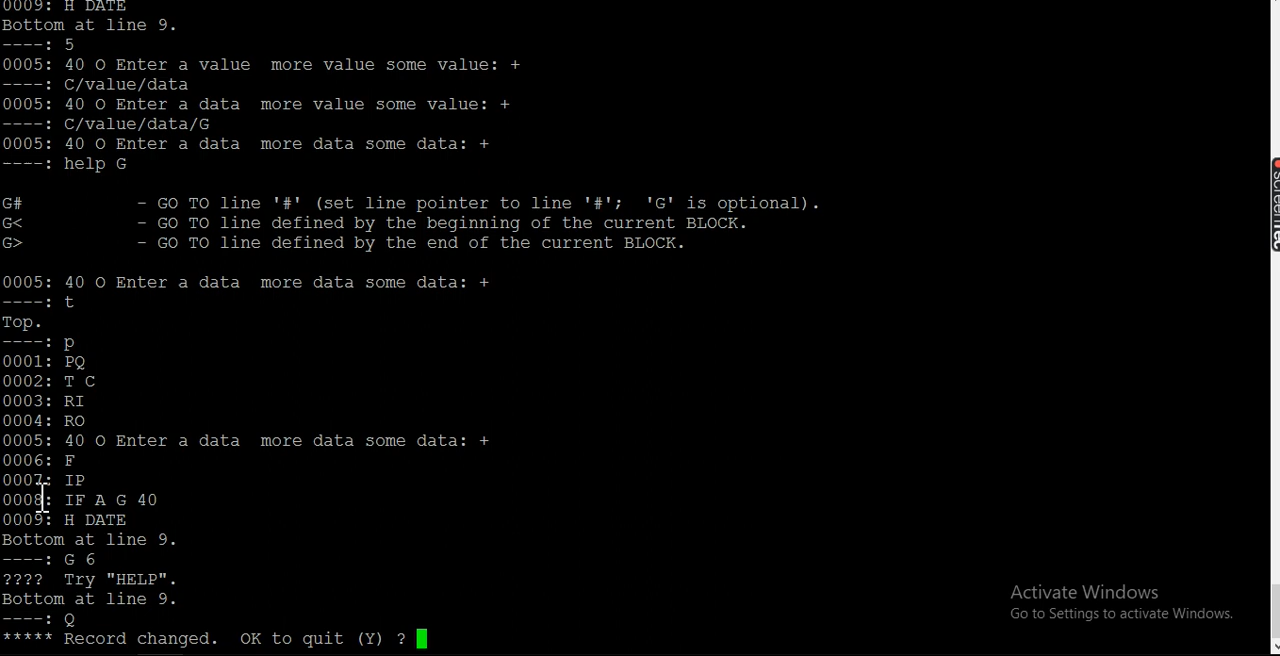 0009: H DATE
Bottom at line 9.
----: 5
0005: 40 O Enter a value  more value some value: +
----: C/value/data
0005: 40 O Enter a data  more value some value: +
----: C/value/data/G
0005: 40 O Enter a data  more data some data: +
----: help G
G#           - GO TO line '#' (set line pointer to line '#';  'G' is optional).
G<           - GO TO line defined by the beginning of the current BLOCK.
G>           - GO TO line defined by the end of the current BLOCK.
0005: 40 O Enter a data  more data some data: +
----: t
Top.
----: p
0001: PQ
0002: T C
0003: RI
0004: RO
0005: 40 O Enter a data  more data some data: +
0006: F
0007: IP
0008: IF A G 40
0009: H DATE
Bottom at line 9.
----: G 6
????  Try "HELP".
Bottom at line 9.
----: Q
***** Record changed.  OK to quit (Y) ?
Activate Windows
Go to Settings to activate Windows.